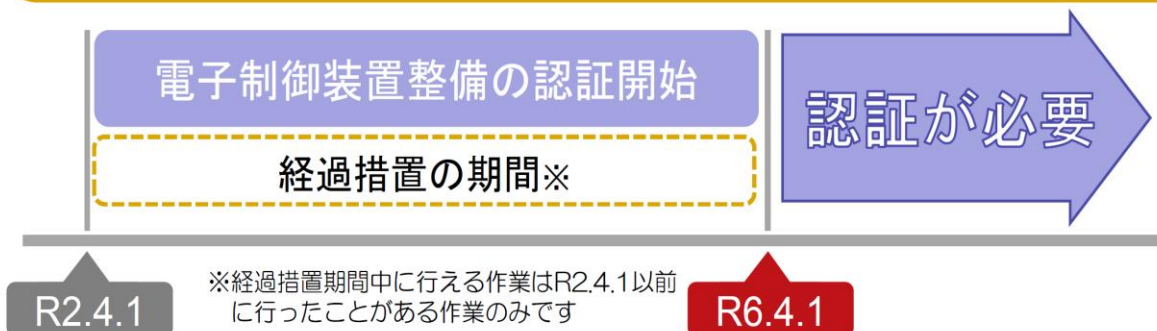 電子制御装置整備の認証開始
認証が必要
経過措置の期間※
R2.4.1
※経過措置期間中に行える作業はR2.4.1以前
に行ったことがある作業のみです
R6.4.1